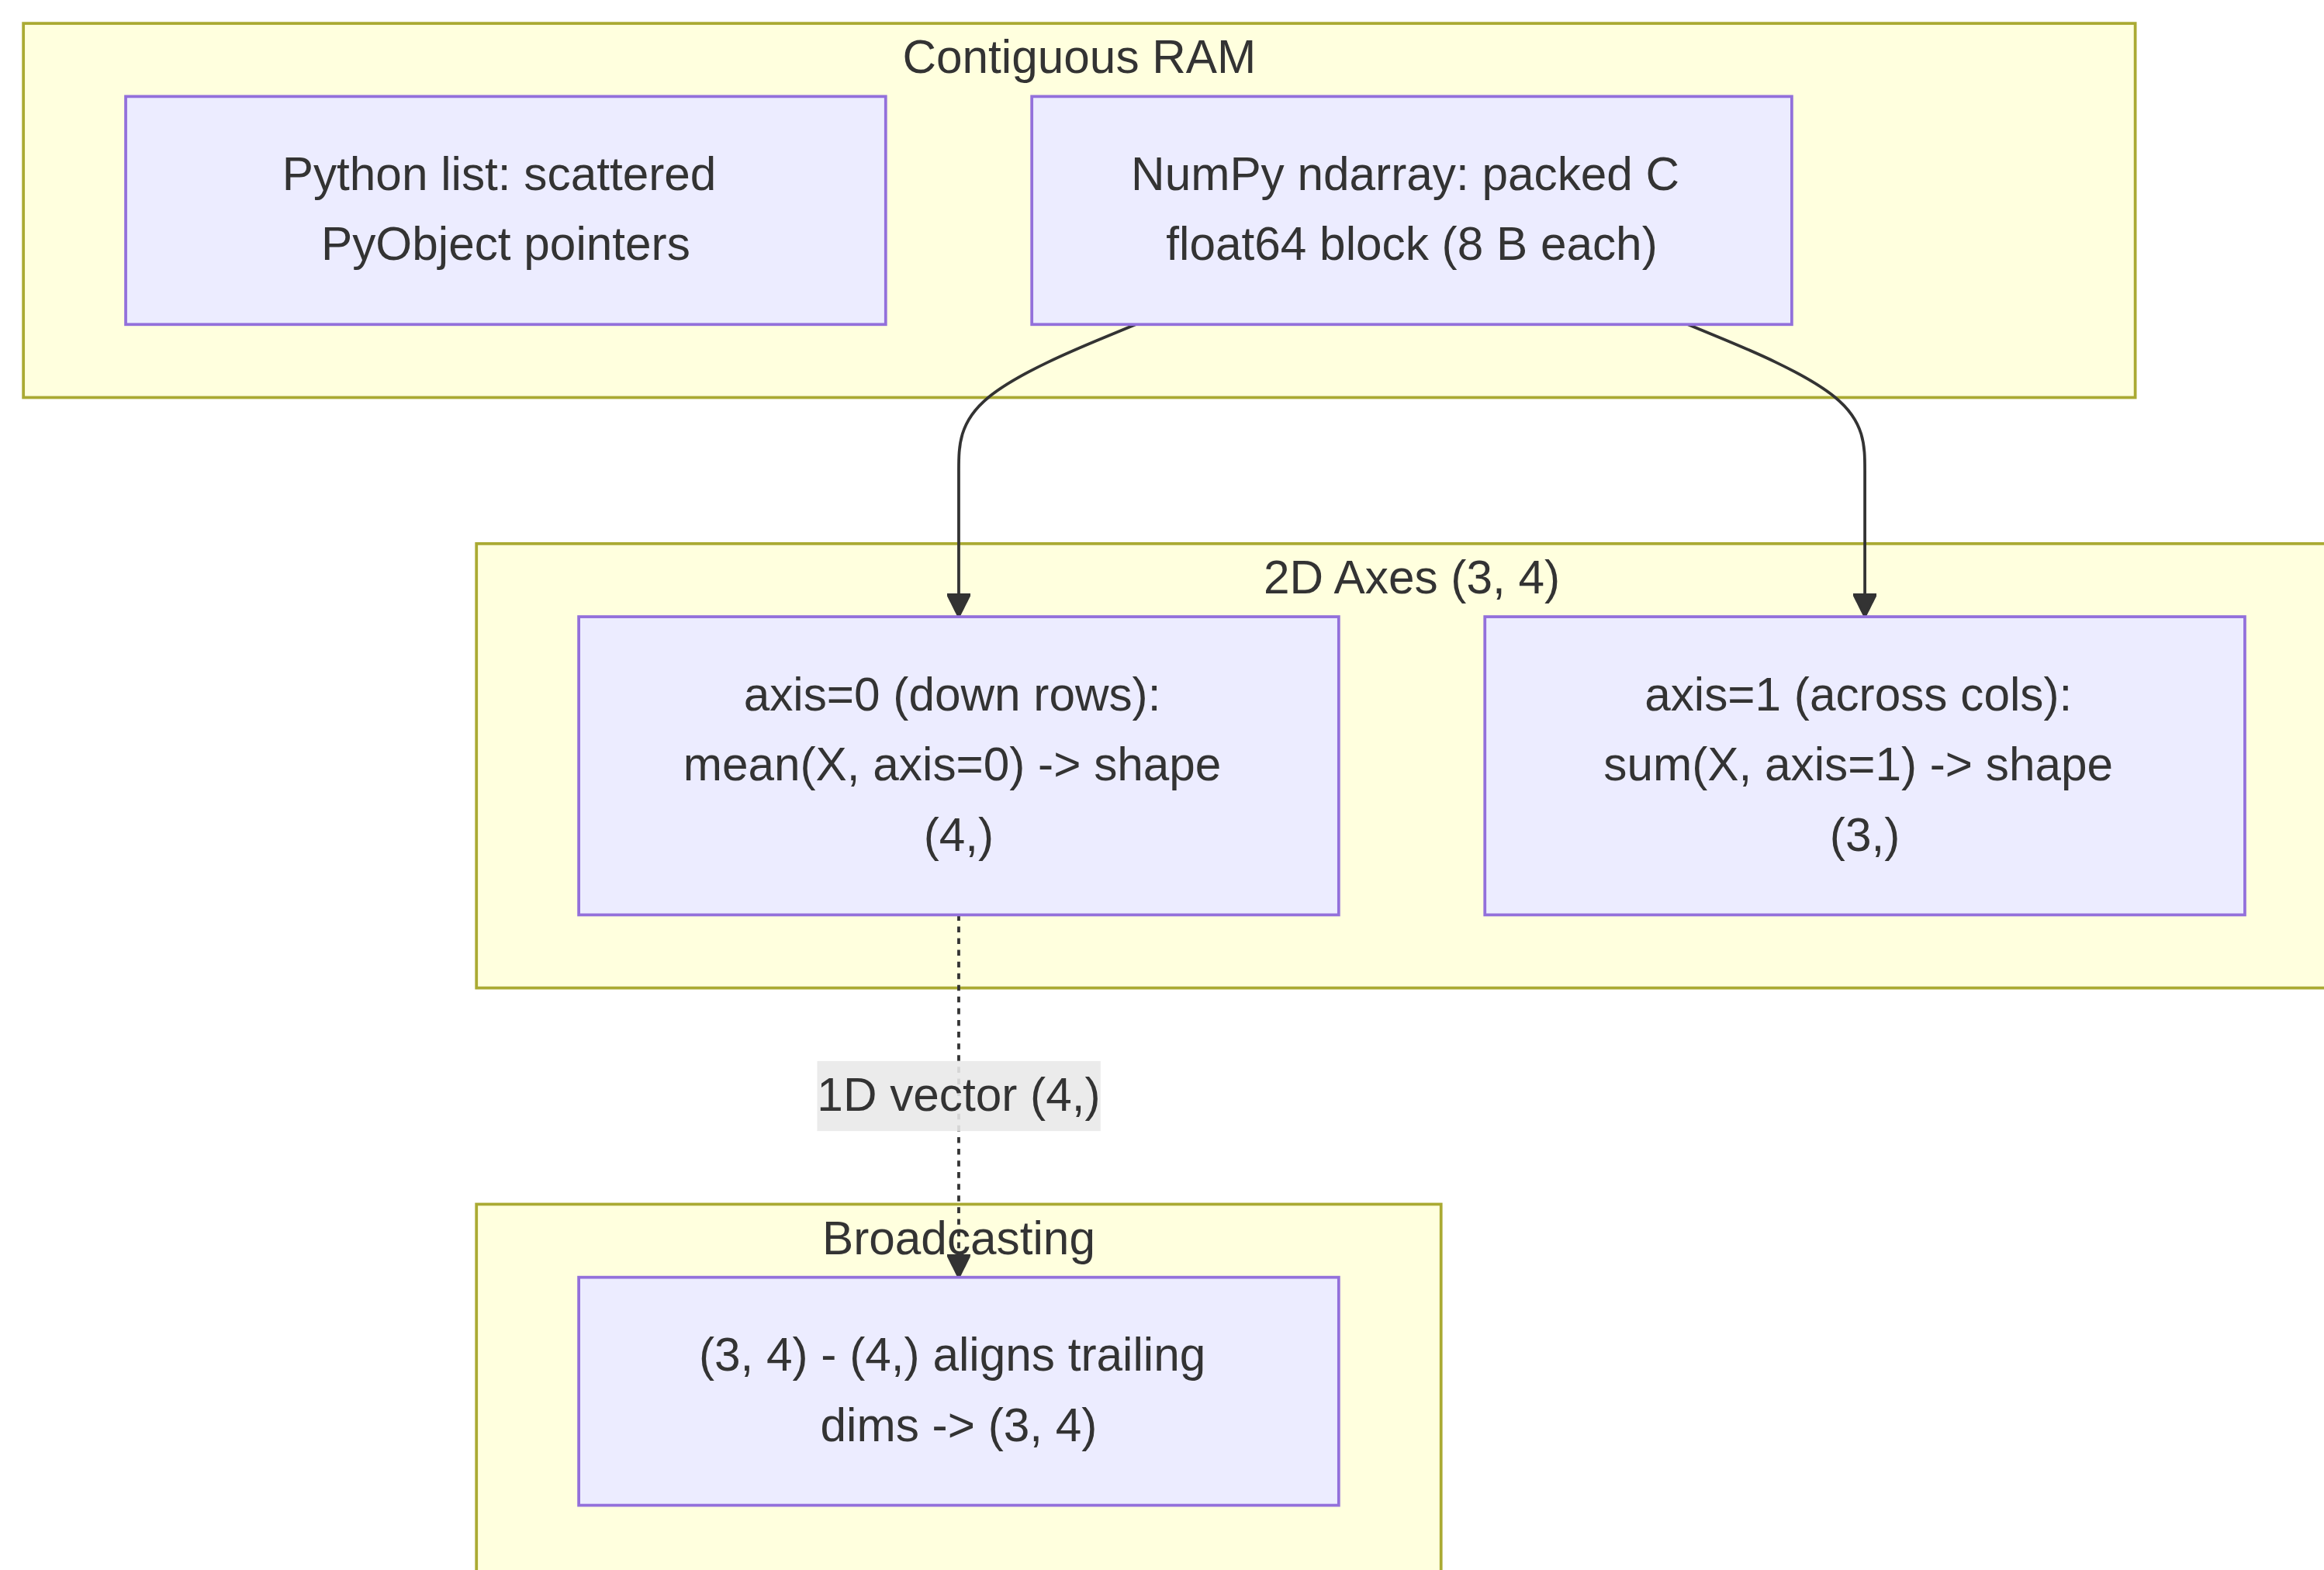 Contiguous RAM
Python list: scattered
PyObject pointers
NumPy ndarray: packed C
float64 block (8 B each)
2D Axes (3, 4)
axis=0 (down rows):
mean(X, axis=0) -> shape
(4,)
axis=1 (across cols):
sum(X, axis=1) -> shape
(3,)
1D vector (4,)
Broadcasting
(3, 4) - (4,) aligns trailing
dims -> (3, 4)